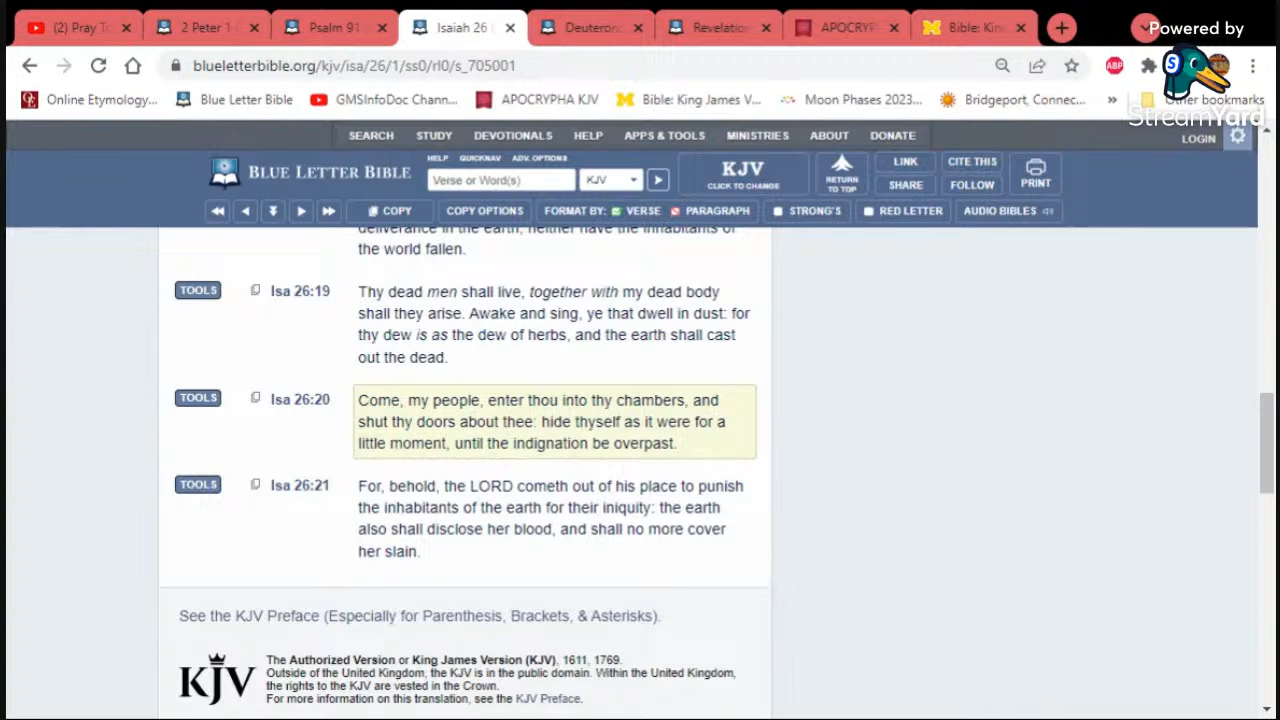 (2) Pray To
2 Peter 1
Psalm 91
Isaiah 26
Deuteron
Revelation
APOCRYP
Bible: Kin
Powered by
blueletterbible.org/kjv/isa/26/1/ss0/rl0/s_705001
ABP
S
StreamYard
Online Etymology...
Blue Letter Bible
GMSInfoDoc Chann...
APOCRYPHA KJV
Bible: King James V...
Moon Phases 2023...
Bridgeport, Connec...
»
Other bookmarks
SEARCH STUDY DEVOTIONALS HELP APPS & TOOLS MINISTRIES ABOUT DONATE
LOGIN
BLUE LETTER BIBLE
HELP QUICKNAV ADV. OPTIONS
Verse or Word(s)
KJV
KJV
CLICK TO CHANGE
RETURN
TO TOP
LINK
CITE THIS
SHARE
FOLLOW
PRINT
COPY
COPY OPTIONS
FORMAT BY: VERSE PARAGRAPH
STRONG'S
RED LETTER
AUDIO BIBLES
deliverance in the earth; neither have the inhabitants of
the world fallen.
TOOLS Isa 26:19 Thy dead men shall live, together with my dead body
shall they arise. Awake and sing, ye that dwell in dust: for
thy dew is as the dew of herbs, and the earth shall cast
out the dead.
TOOLS Isa 26:20 Come, my people, enter thou into thy chambers, and
shut thy doors about thee: hide thyself as it were for a
little moment, until the indignation be overpast.
TOOLS Isa 26:21 For, behold, the LORD cometh out of his place to punish
the inhabitants of the earth for their iniquity: the earth
also shall disclose her blood, and shall no more cover
her slain.
See the KJV Preface (Especially for Parenthesis, Brackets, & Asterisks).
KJV
The Authorized Version or King James Version (KJV), 1611, 1769.
Outside of the United Kingdom, the KJV is in the public domain. Within the United Kingdom,
the rights to the KJV are vested in the Crown.
For more information on this translation, see the KJV Preface.